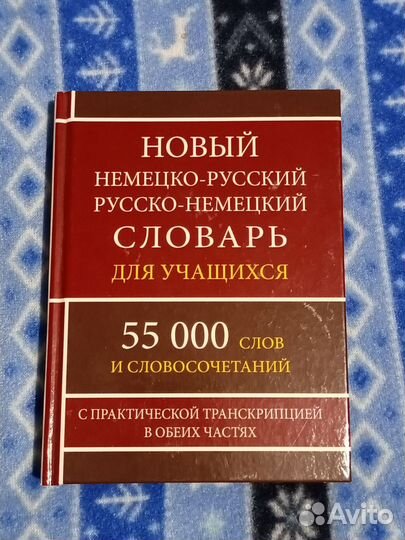 НОВЫЙ
НЕМЕЦКО-РУССКИЙ
РУССКО-НЕМЕЦКИЙ
СЛОВАРЬ
ДЛЯ УЧАЩИХСЯ
55 000 СЛОВ
И СЛОВОСОЧЕТАНИЙ
С ПРАКТИЧЕСКОЙ ТРАНСКРИПЦИЕЙ
В ОБЕИХ ЧАСТЯХ
Avito